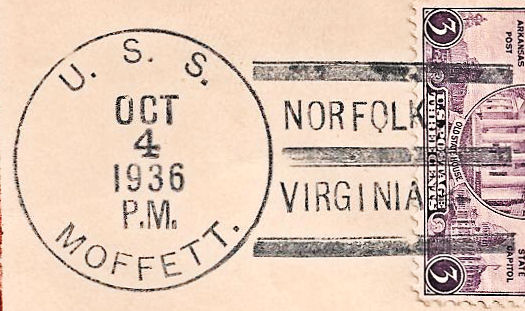 U. S. S.
OCT
4
1936
P.M.
MOFFETT.
NORFOLK
VIRGINIA
3
ARKANSAS
POST
U.S. POSTAGE
THREE CENTS
OLD STATE HOUSE
STATE
CAPITOL
3